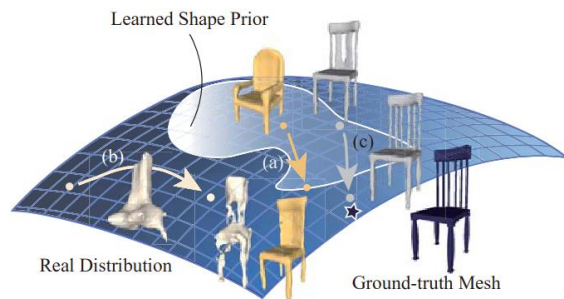 Learned Shape Prior
(c)
(a)
(b)
Real Distribution
Ground-truth Mesh